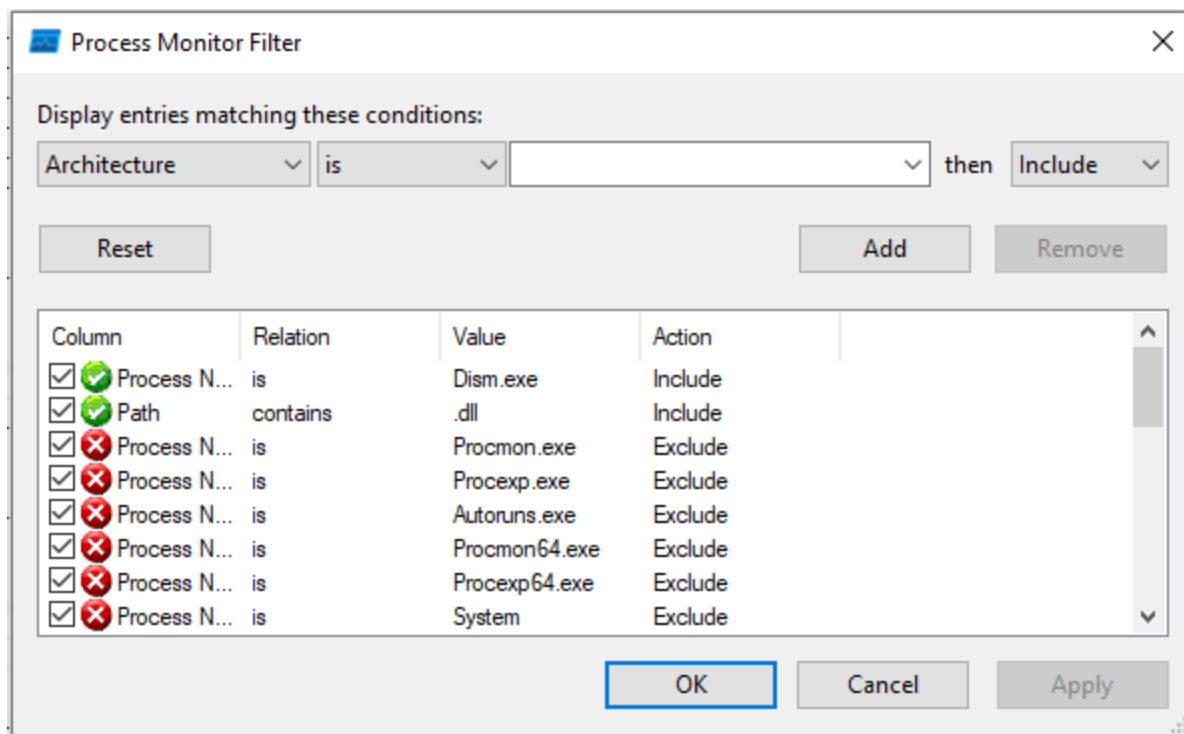 Process Monitor Filter
Display entries matching these conditions:
Architecture is then Include
Reset Add Remove
Column Relation Value Action
Process N... is Dism.exe Include
Path contains .dll Include
Process N... is Procmon.exe Exclude
Process N... is Procexp.exe Exclude
Process N... is Autoruns.exe Exclude
Process N... is Procmon64.exe Exclude
Process N... is Procexp64.exe Exclude
Process N... is System Exclude
OK Cancel Apply